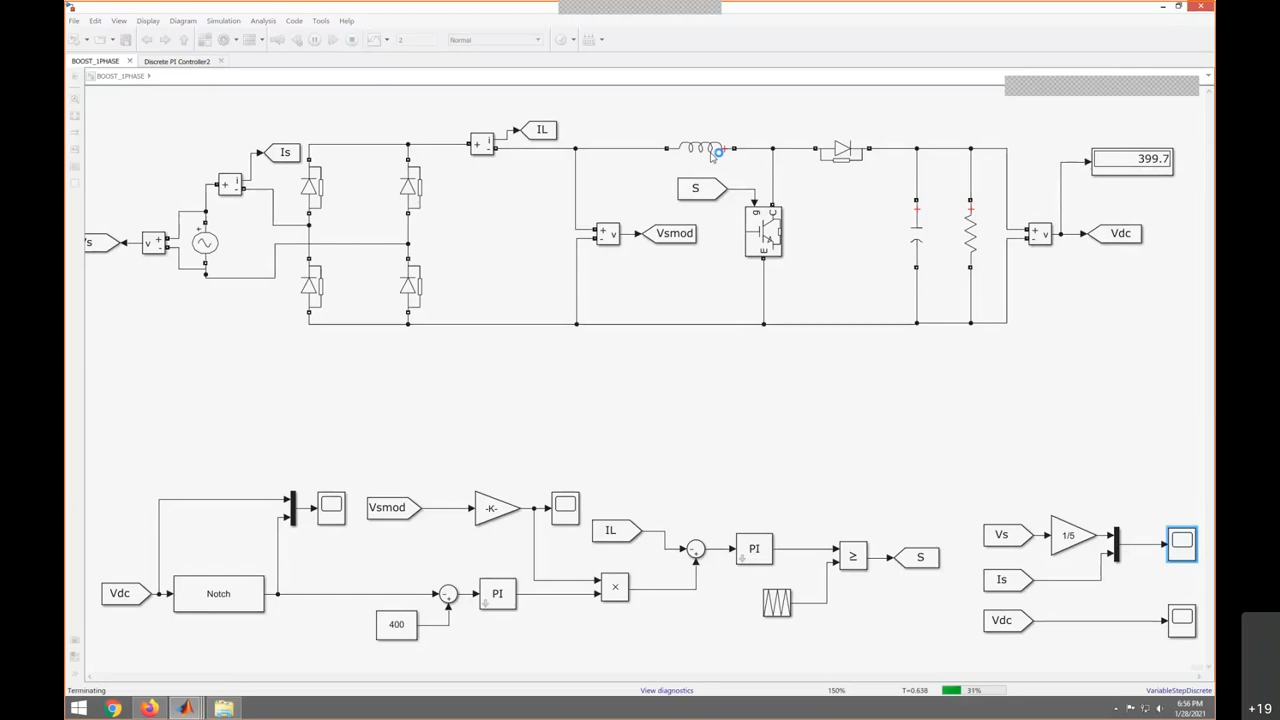 File Edit View Display Diagram Simulation Analysis Code Tools Help
2 Normal
BOOST_1PHASE Discrete PI Controller2
BOOST_1PHASE
IL
+ i -
Is
+ i -
399.7
S
g C E
Vs
v + -
+ - v
Vsmod
+ - v
Vdc
Vsmod
-K-
IL
PI
≥
S
Vs
1/5
Is
Vdc
Notch
PI
×
400
Vdc
Terminating View diagnostics 150% T=0.638 31% VariableStepDiscrete
6:56 PM
1/28/2021
+19